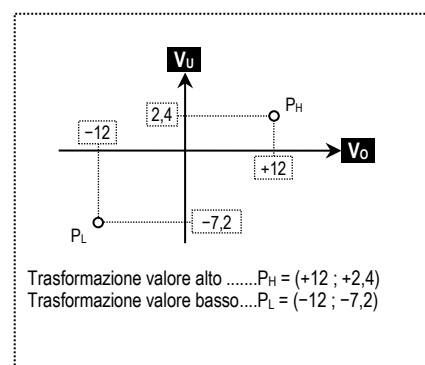 VU
PH
2,4
−12
VO
+12
−7,2
PL
Trasformazione valore alto .......PH = (+12 ; +2,4)
Trasformazione valore basso....PL = (−12 ; −7,2)